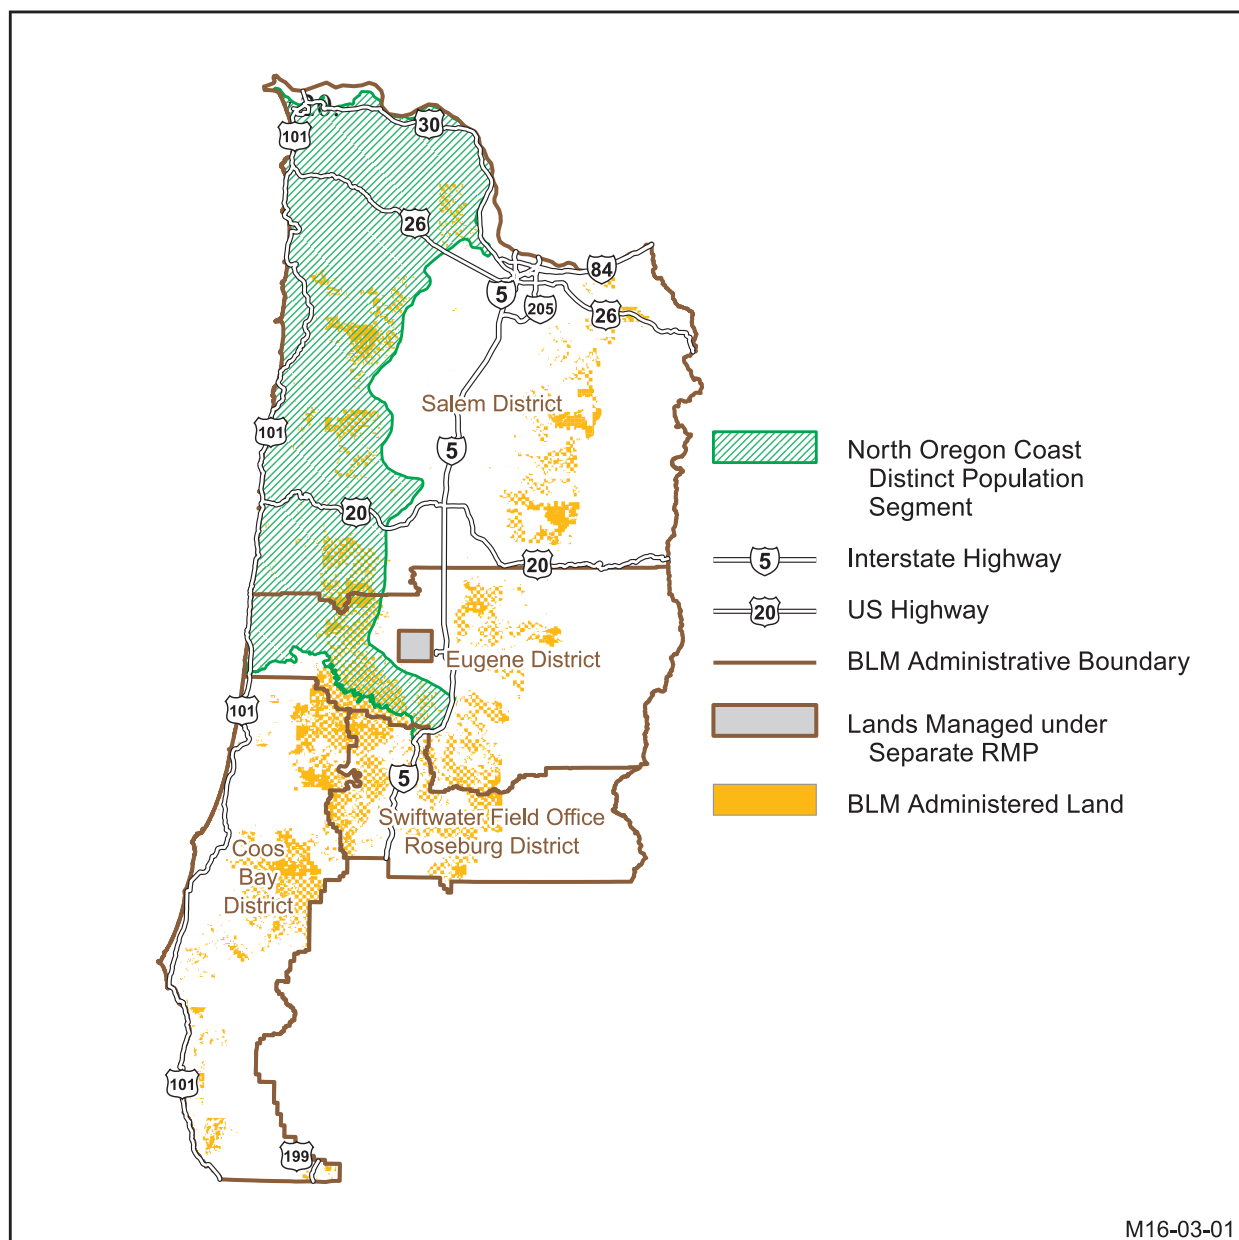 30
101
26
84
5
205
26
Salem District
101
5
20
20
Eugene District
101
5
Swiftwater Field Office
Roseburg District
Coos
Bay
District
101
199
North Oregon Coast
Distinct Population
Segment
5
Interstate Highway
20
US Highway
BLM Administrative Boundary
Lands Managed under
Separate RMP
BLM Administered Land
M16-03-01